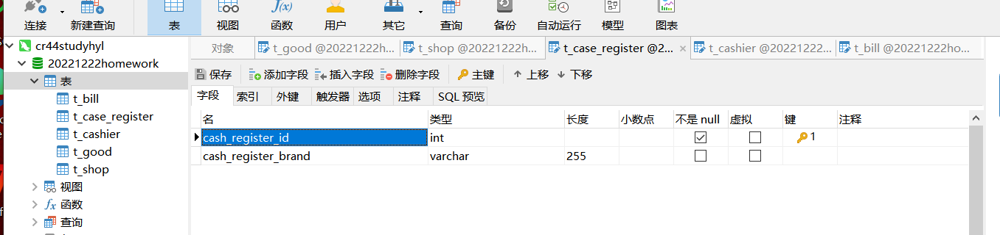 连接 新建查询 表 视图 函数 用户 其它 查询 备份 自动运行 模型 图表
cr44studyhyl
20221222homework
表
t_bill
t_case_register
t_cashier
t_good
t_shop
视图
函数
查询
对象 t_good @20221222h... t_shop @20221222h... t_case_register @2... t_cashier @20221222... t_bill @20221222ho...
保存 添加字段 插入字段 删除字段 主键 上移 下移
字段 索引 外键 触发器 选项 注释 SQL 预览
名 类型 长度 小数点 不是 null 虚拟 键 注释
cash_register_id int 1
cash_register_brand varchar 255